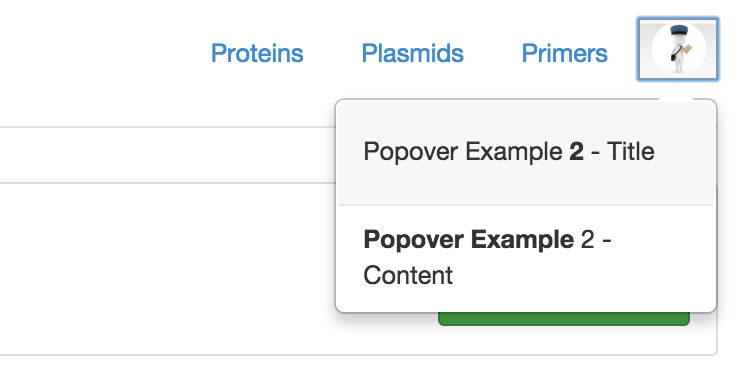 Proteins Plasmids Primers
Popover Example 2 - Title
Popover Example 2 -
Content